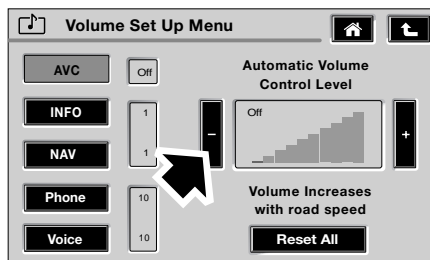 Volume Set Up Menu
AVC
Off
Automatic Volume
Control Level
INFO
1
-
Off
+
NAV
1
Phone
10
Volume Increases
with road speed
Voice
10
Reset All